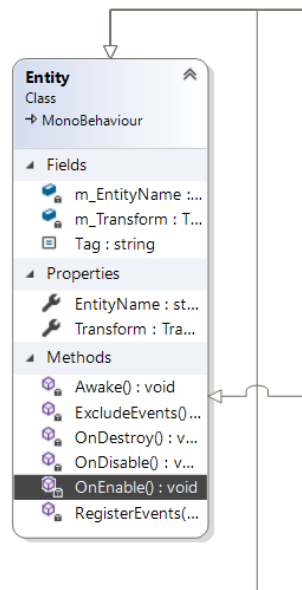 Entity
Class
MonoBehaviour
Fields
m_EntityName :...
m_Transform : T...
Tag : string
Properties
EntityName : st...
Transform : Tra...
Methods
Awake() : void
ExcludeEvents() ...
OnDestroy() : v...
OnDisable() : v...
OnEnable() : void
RegisterEvents(...